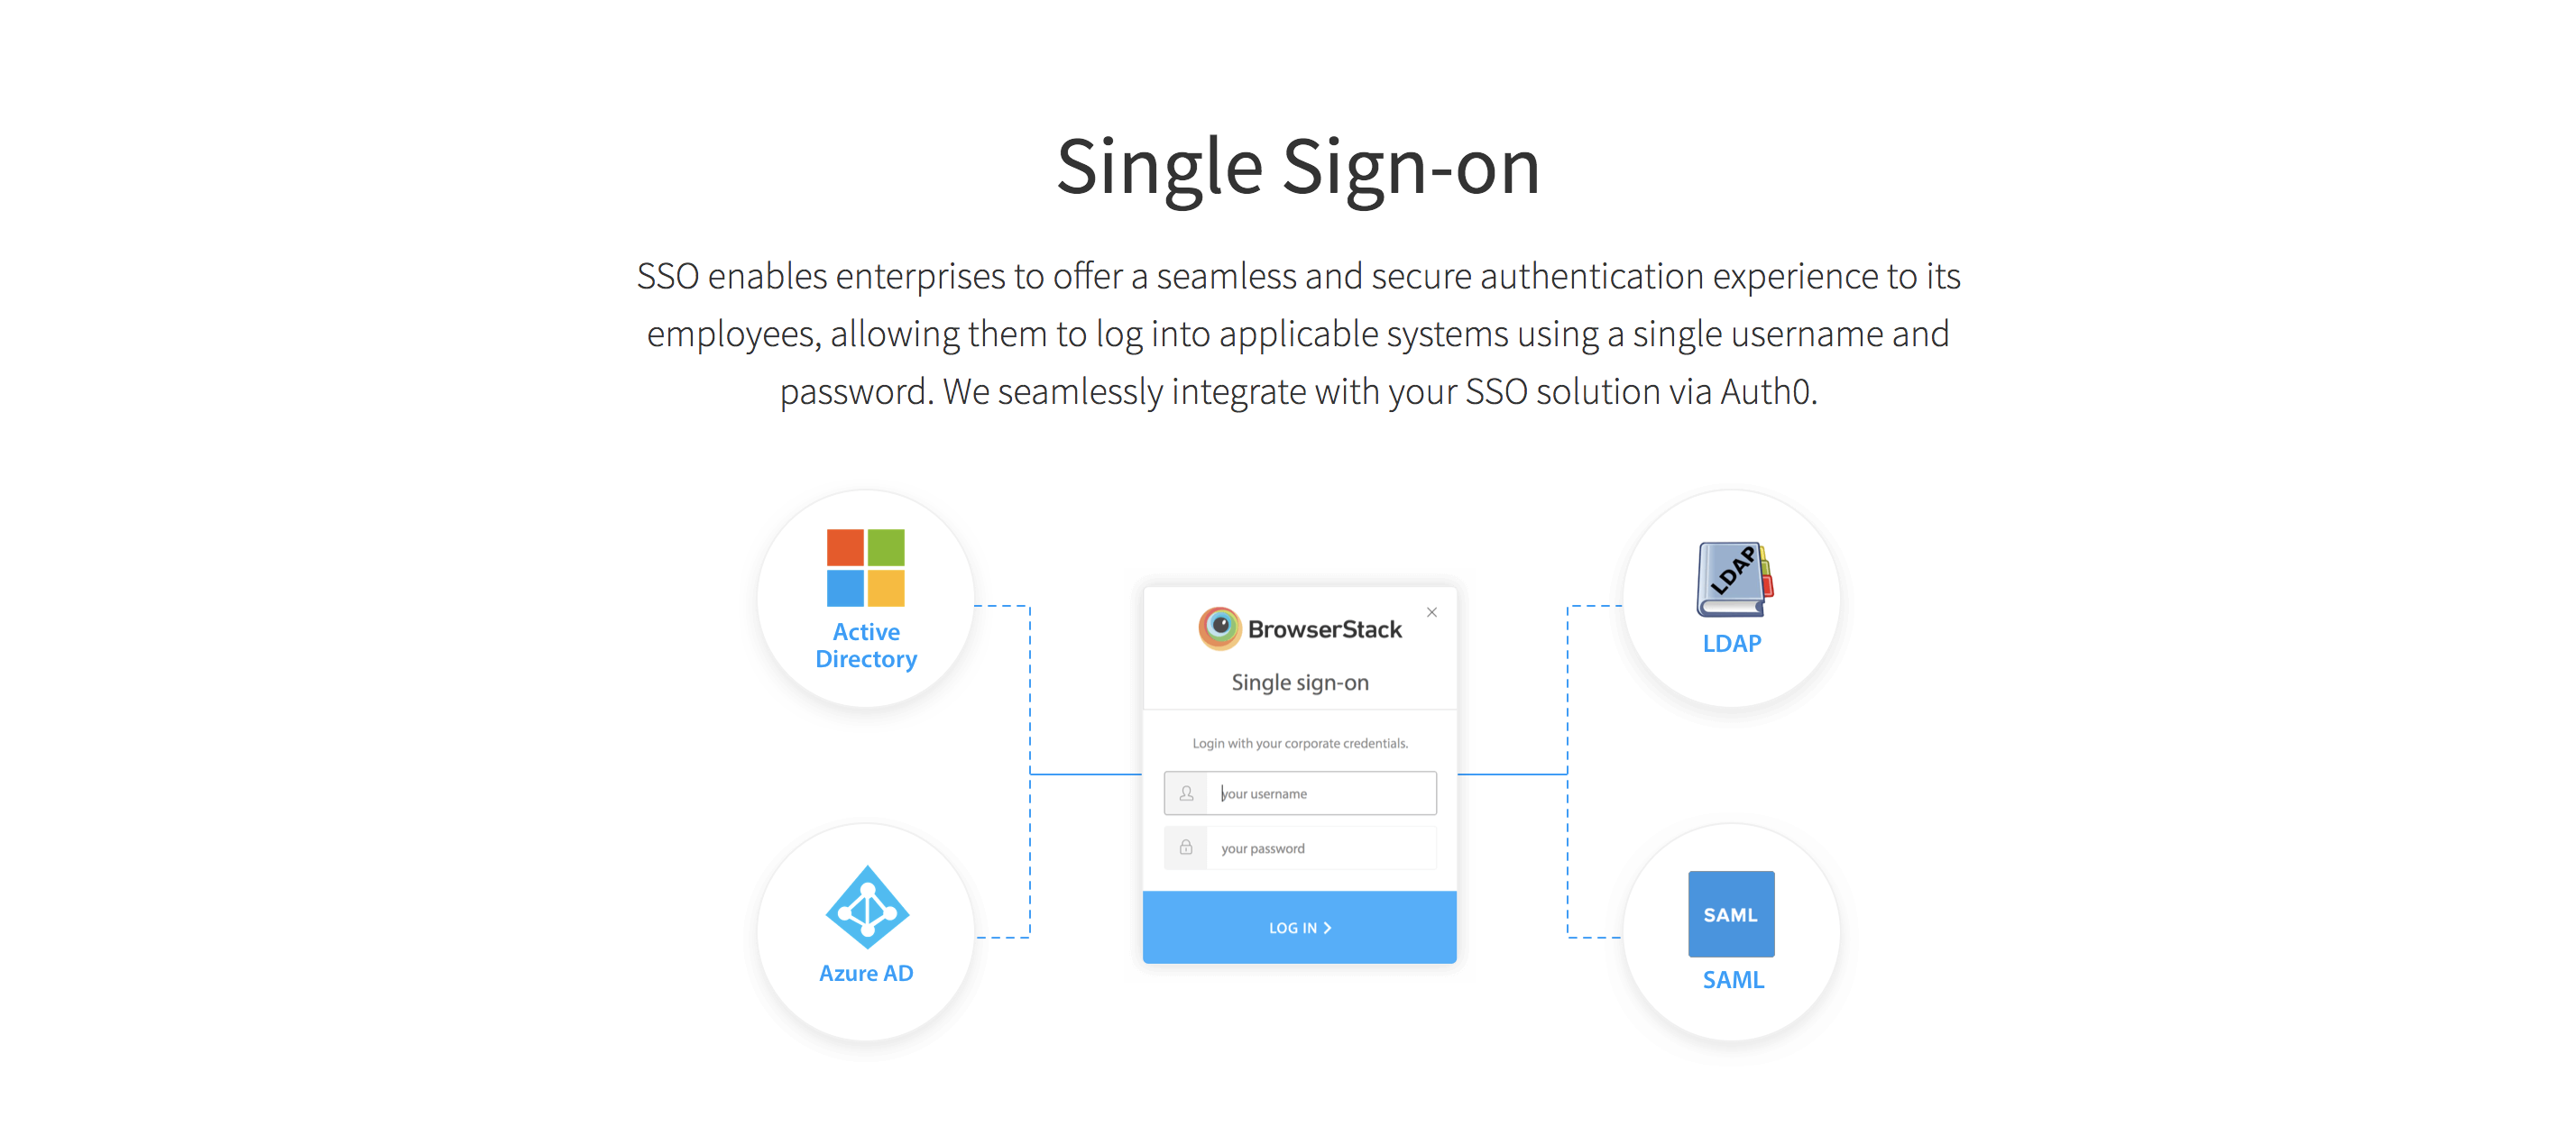 Single Sign-on
SSO enables enterprises to offer a seamless and secure authentication experience to its
employees, allowing them to log into applicable systems using a single username and
password. We seamlessly integrate with your SSO solution via Auth0.
Active
Directory
Azure AD
BrowserStack
Single sign-on
Login with your corporate credentials.
your username
your password
LOG IN
LDAP
LDAP
SAML
SAML